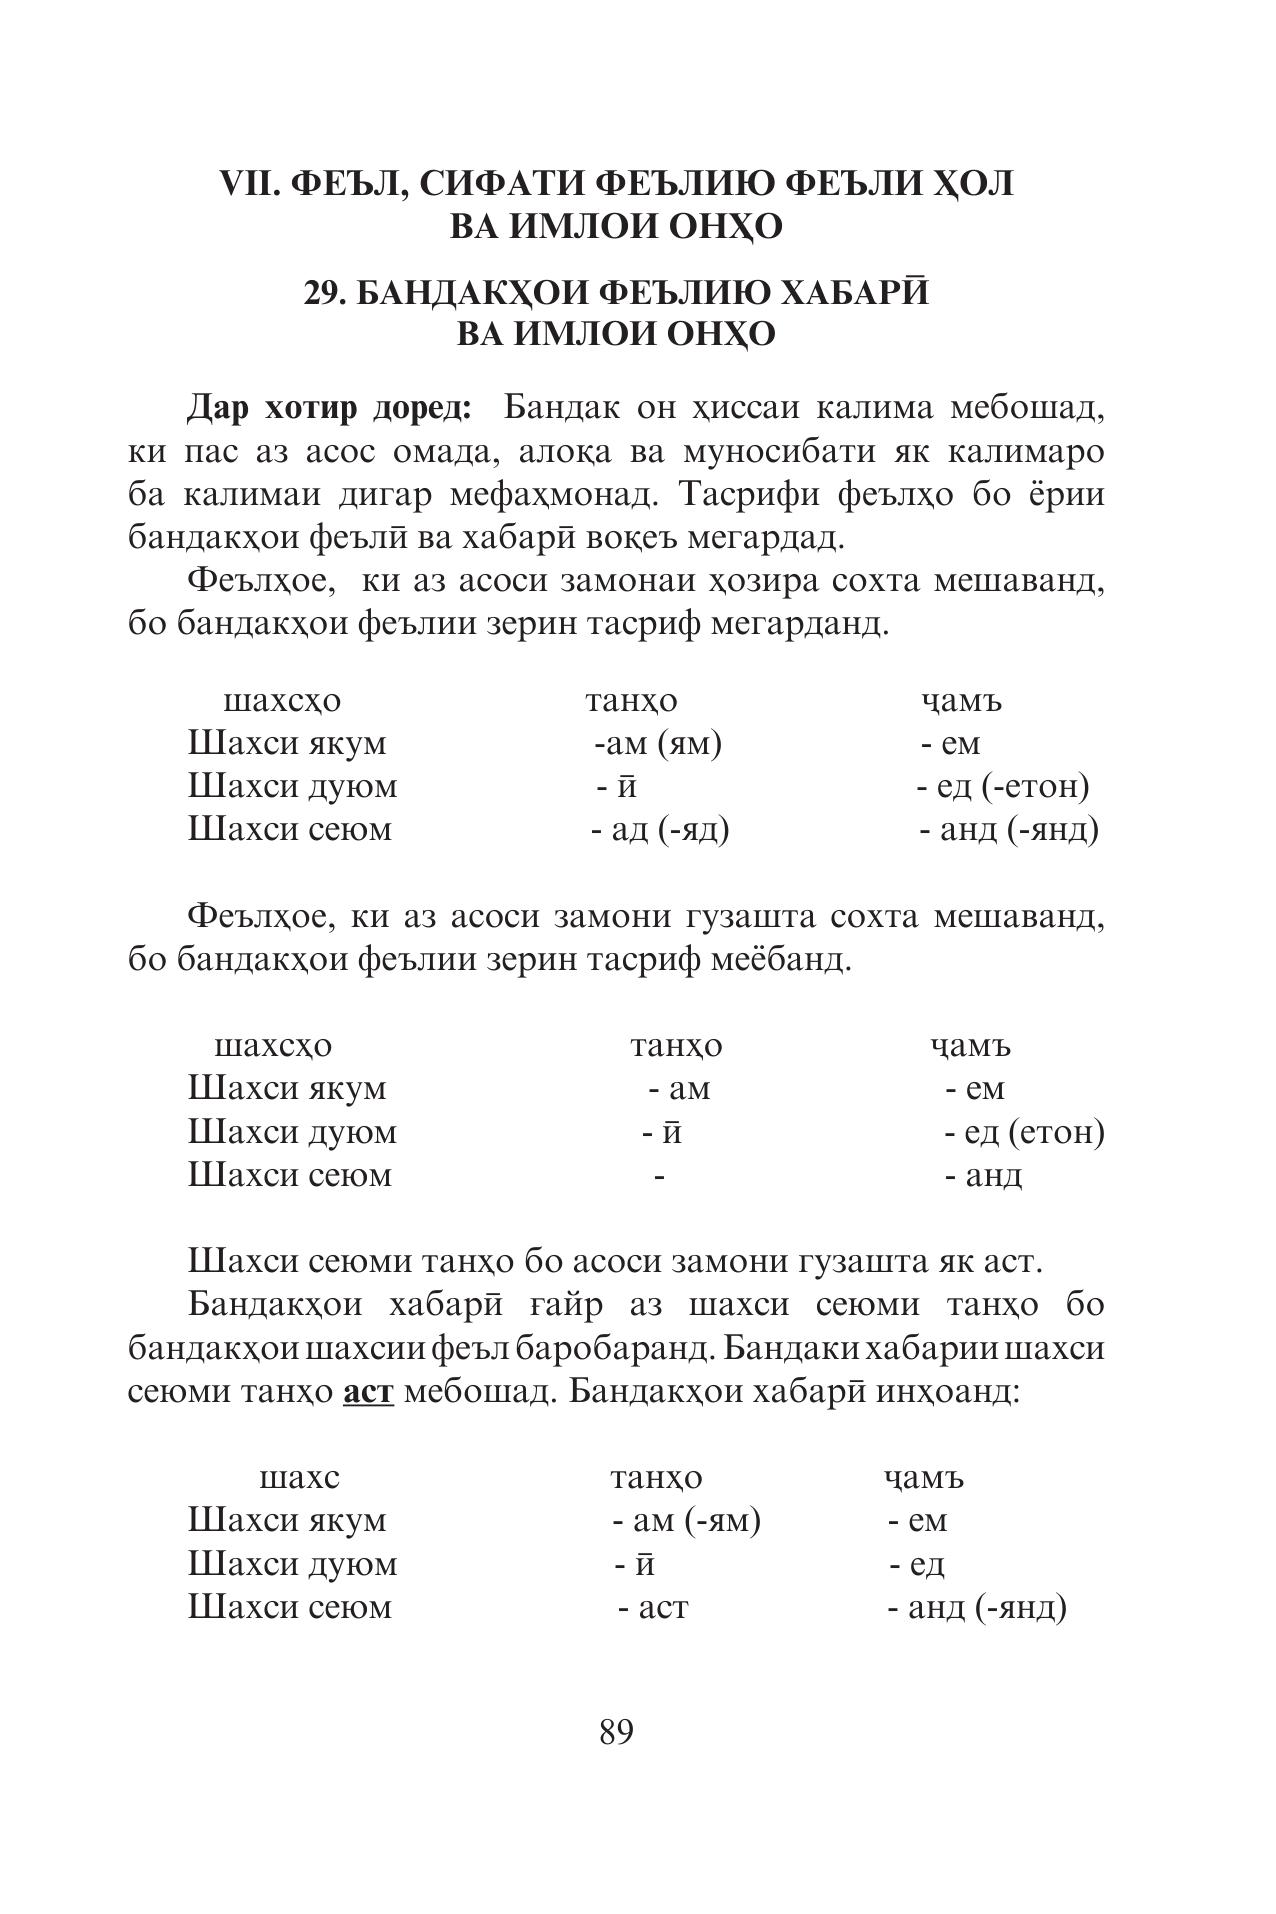 VII. ФЕЪЛ, СИФАТИ ФЕЪЛИЮ ФЕЪЛИ ҲОЛ
ВА ИМЛОИ ОНҲО
29. БАНДАКҲОИ ФЕЪЛИЮ ХАБАРӢ
ВА ИМЛОИ ОНҲО
Дар хотир доред: Бандак он ҳиссаи калима мебошад,
ки пас аз асос омада, алоқа ва муносибати як калимаро
ба калимаи дигар мефаҳмонад. Тасрифи феълҳо бо ёрии
бандакҳои феълӣ ва хабарӣ воқеъ мегардад.
Феълҳое, ки аз асоси замонаи ҳозира сохта мешаванд,
бо бандакҳои феълии зерин тасриф мегарданд.
шахсҳо танҳо ҷамъ
Шахси якум -ам (ям) - ем
Шахси дуюм - ӣ - ед (-етон)
Шахси сеюм - ад (-яд) - анд (-янд)
Феълҳое, ки аз асоси замони гузашта сохта мешаванд,
бо бандакҳои феълии зерин тасриф меёбанд.
шахсҳо танҳо ҷамъ
Шахси якум - ам - ем
Шахси дуюм - ӣ - ед (етон)
Шахси сеюм - - анд
Шахси сеюми танҳо бо асоси замони гузашта як аст.
Бандакҳои хабарӣ ғайр аз шахси сеюми танҳо бо
бандакҳои шахсии феъл баробаранд. Бандаки хабарии шахси
сеюми танҳо аст мебошад. Бандакҳои хабарӣ инҳоанд:
шахс танҳо ҷамъ
Шахси якум - ам (-ям) - ем
Шахси дуюм - ӣ - ед
Шахси сеюм - аст - анд (-янд)
89